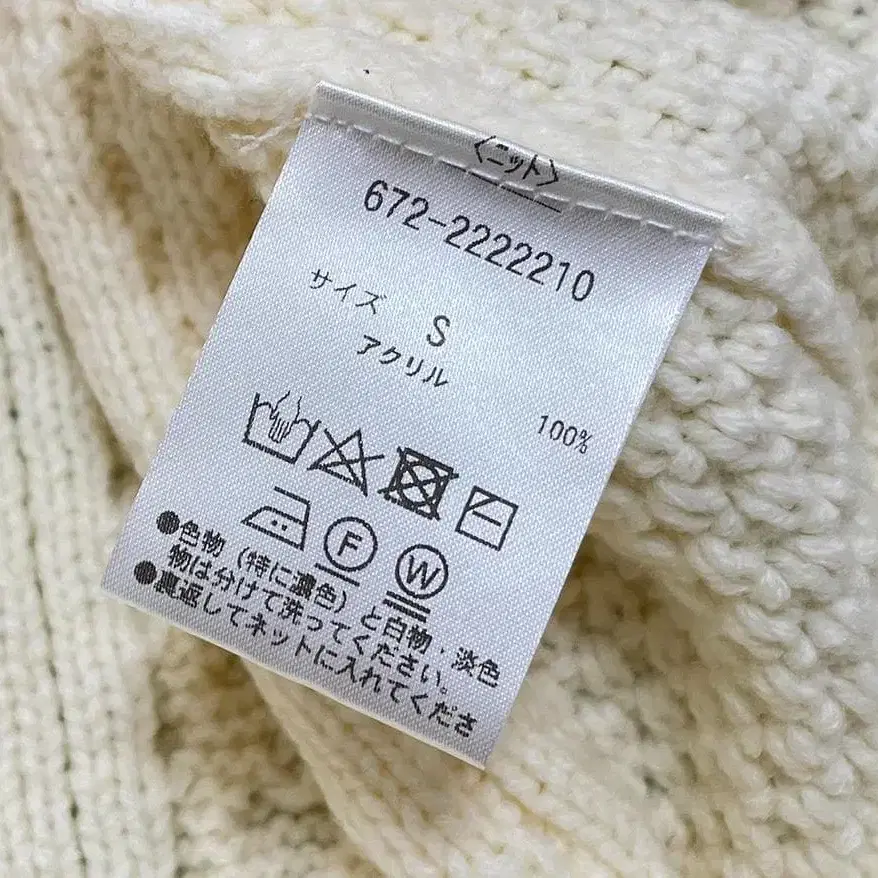 〈ニット〉
672-2222210
サイズ S
アクリル 100%
F
W
●色物(特に濃色)と白物・淡色
物は分けて洗ってください。
●裏返してネットに入れてくださ